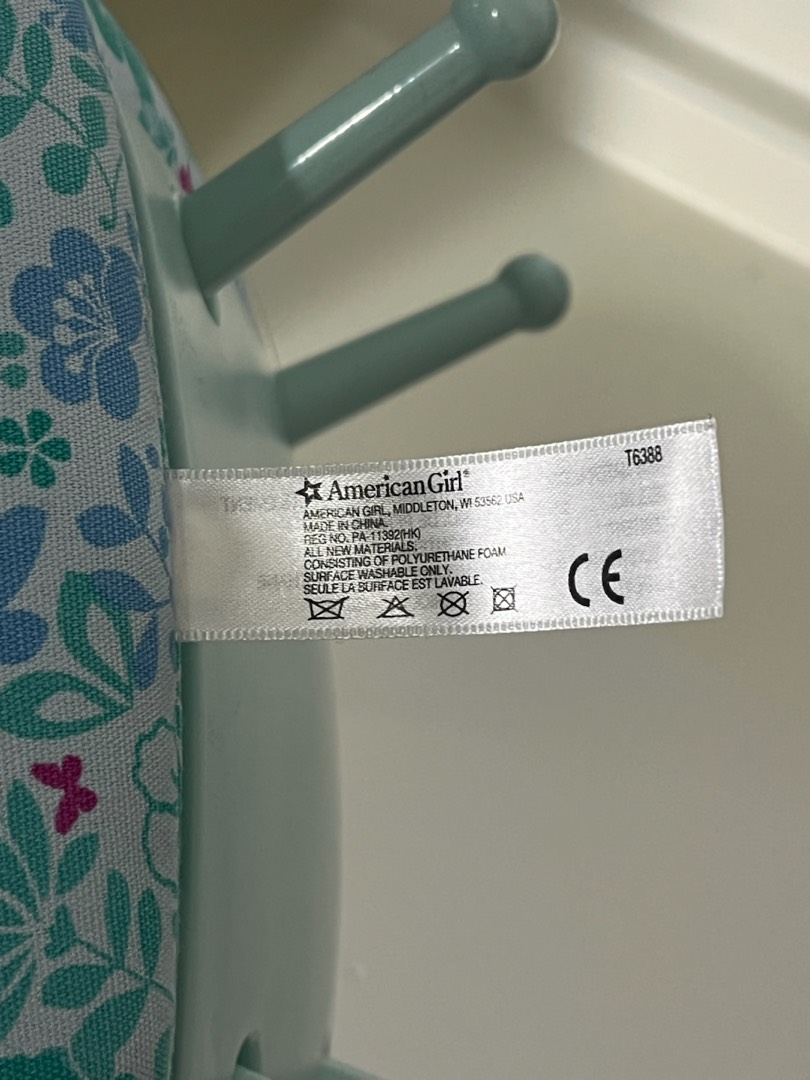 T6388
American Girl®
AMERICAN GIRL, MIDDLETON, WI 53562 USA
MADE IN CHINA.
REG NO. PA-11392(HK)
ALL NEW MATERIALS.
CONSISTING OF POLYURETHANE FOAM
SURFACE WASHABLE ONLY.
SEULE LA SURFACE EST LAVABLE.
CE